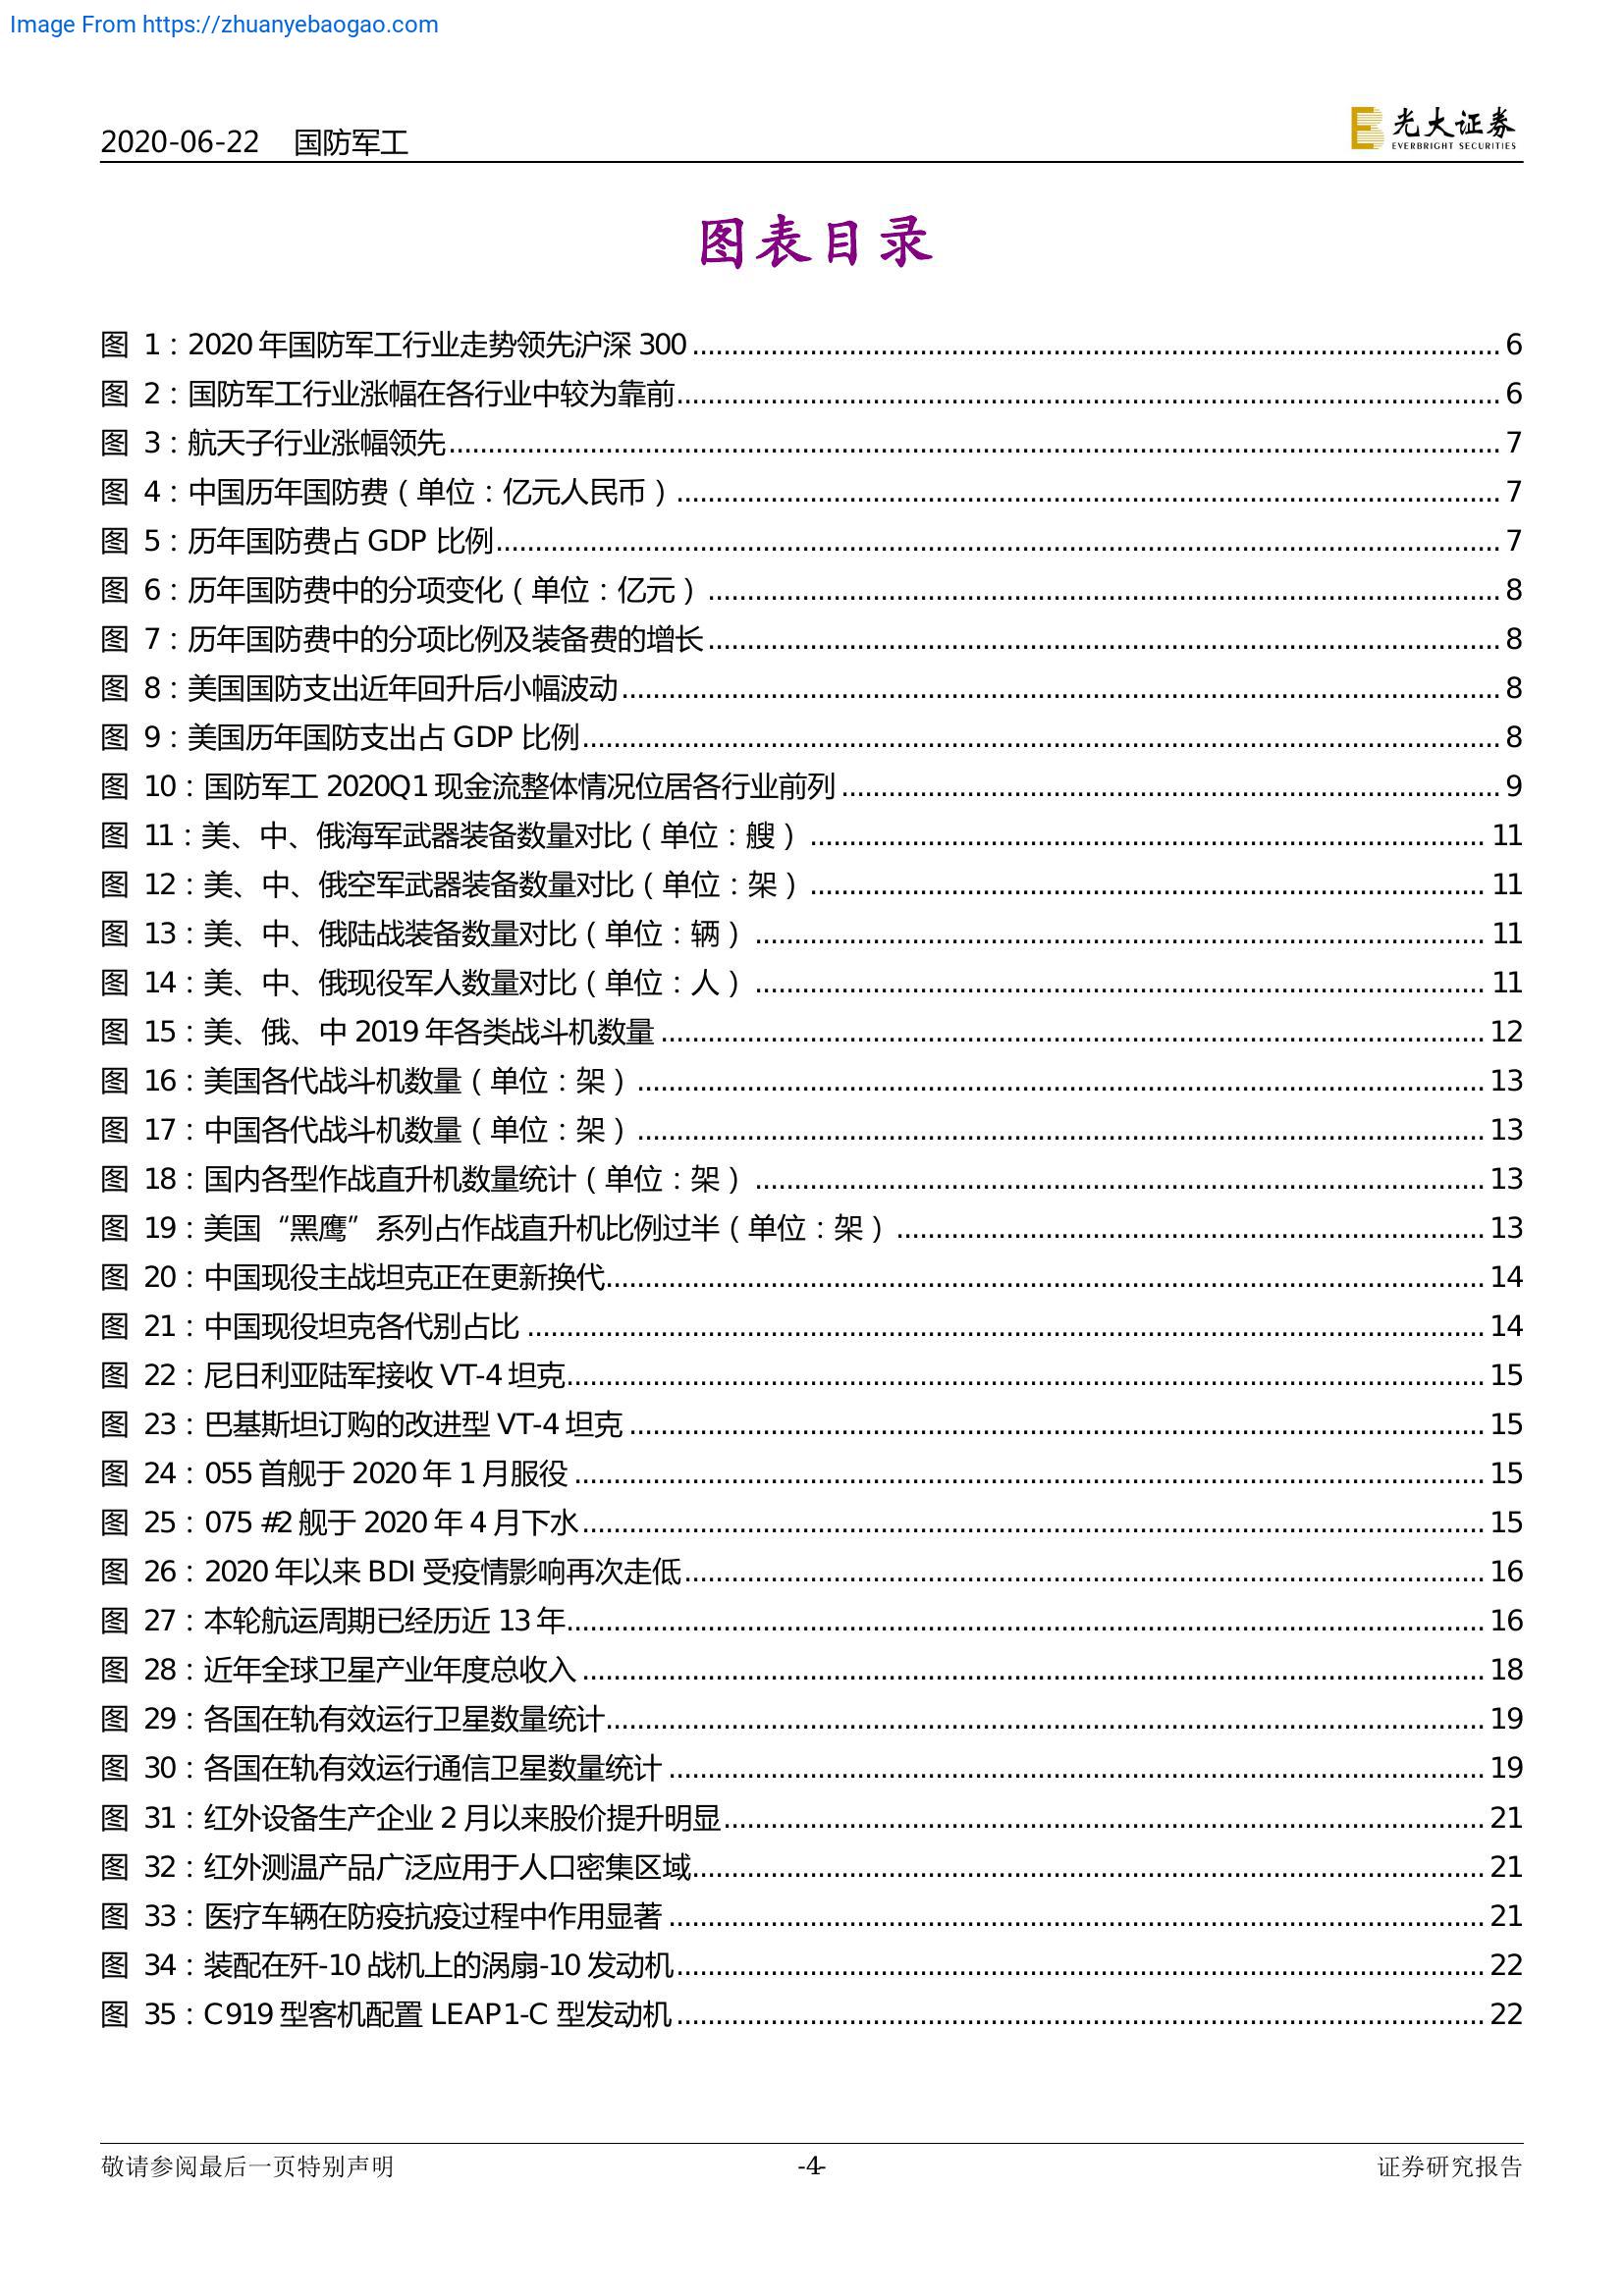 Image From https://zhuanyebaogao.com
2020-06-22 国防军工
光大证券
EVERBRIGHT SECURITIES
图表目录
图 1：2020 年国防军工行业走势领先沪深 300 ........ 6
图 2：国防军工行业涨幅在各行业中较为靠前........ 6
图 3：航天子行业涨幅领先........ 7
图 4：中国历年国防费（单位：亿元人民币）........ 7
图 5：历年国防费占 GDP 比例........ 7
图 6：历年国防费中的分项变化（单位：亿元）........ 8
图 7：历年国防费中的分项比例及装备费的增长........ 8
图 8：美国国防支出近年回升后小幅波动........ 8
图 9：美国历年国防支出占 GDP 比例........ 8
图 10：国防军工 2020Q1 现金流整体情况位居各行业前列........ 9
图 11：美、中、俄海军武器装备数量对比（单位：艘）........ 11
图 12：美、中、俄空军武器装备数量对比（单位：架）........ 11
图 13：美、中、俄陆战装备数量对比（单位：辆）........ 11
图 14：美、中、俄现役军人数量对比（单位：人）........ 11
图 15：美、俄、中 2019 年各类战斗机数量........ 12
图 16：美国各代战斗机数量（单位：架）........ 13
图 17：中国各代战斗机数量（单位：架）........ 13
图 18：国内各型作战直升机数量统计（单位：架）........ 13
图 19：美国“黑鹰”系列占作战直升机比例过半（单位：架）........ 13
图 20：中国现役主战坦克正在更新换代........ 14
图 21：中国现役坦克各代别占比........ 14
图 22：尼日利亚陆军接收 VT-4 坦克........ 15
图 23：巴基斯坦订购的改进型 VT-4 坦克........ 15
图 24：055 首舰于 2020 年 1 月服役........ 15
图 25：075 #2 舰于 2020 年 4 月下水........ 15
图 26：2020 年以来 BDI 受疫情影响再次走低........ 16
图 27：本轮航运周期已经历近 13 年........ 16
图 28：近年全球卫星产业年度总收入........ 18
图 29：各国在轨有效运行卫星数量统计........ 19
图 30：各国在轨有效运行通信卫星数量统计........ 19
图 31：红外设备生产企业 2 月以来股价提升明显........ 21
图 32：红外测温产品广泛应用于人口密集区域........ 21
图 33：医疗车辆在防疫抗疫过程中作用显著........ 21
图 34：装配在歼-10 战机上的涡扇-10 发动机........ 22
图 35：C919 型客机配置 LEAP1-C 型发动机........ 22
敬请参阅最后一页特别声明 -4- 证券研究报告